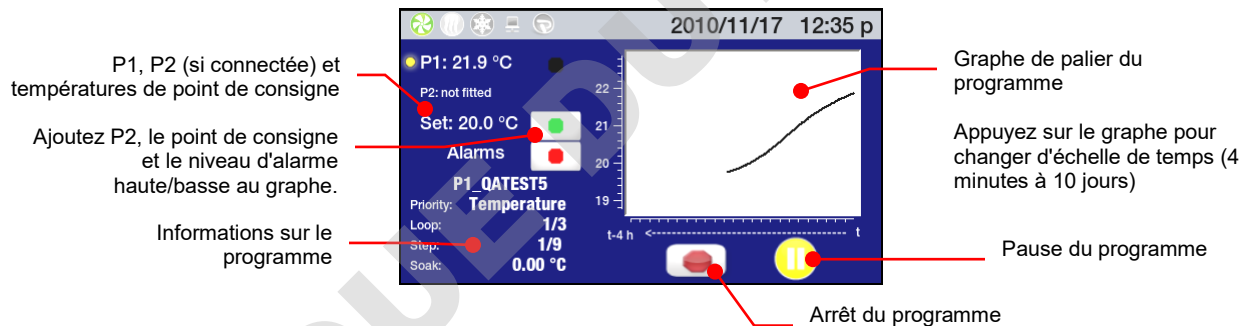 2010/11/17 12:35 p
P1, P2 (si connectée) et
températures de point de consigne
Ajoutez P2, le point de consigne
et le niveau d'alarme
haute/basse au graphe.
Informations sur le
programme
P1: 21.9 °C
P2: not fitted
Set: 20.0 °C
Alarms
P1_QATEST5
Priority: Temperature
Loop: 1/3
Step: 1/9
Soak: 0.00 °C
22
21
20
19
t-4 h <---------------------------- t
Graphe de palier du
programme
Appuyez sur le graphe pour
changer d'échelle de temps (4
minutes à 10 jours)
Pause du programme
Arrêt du programme